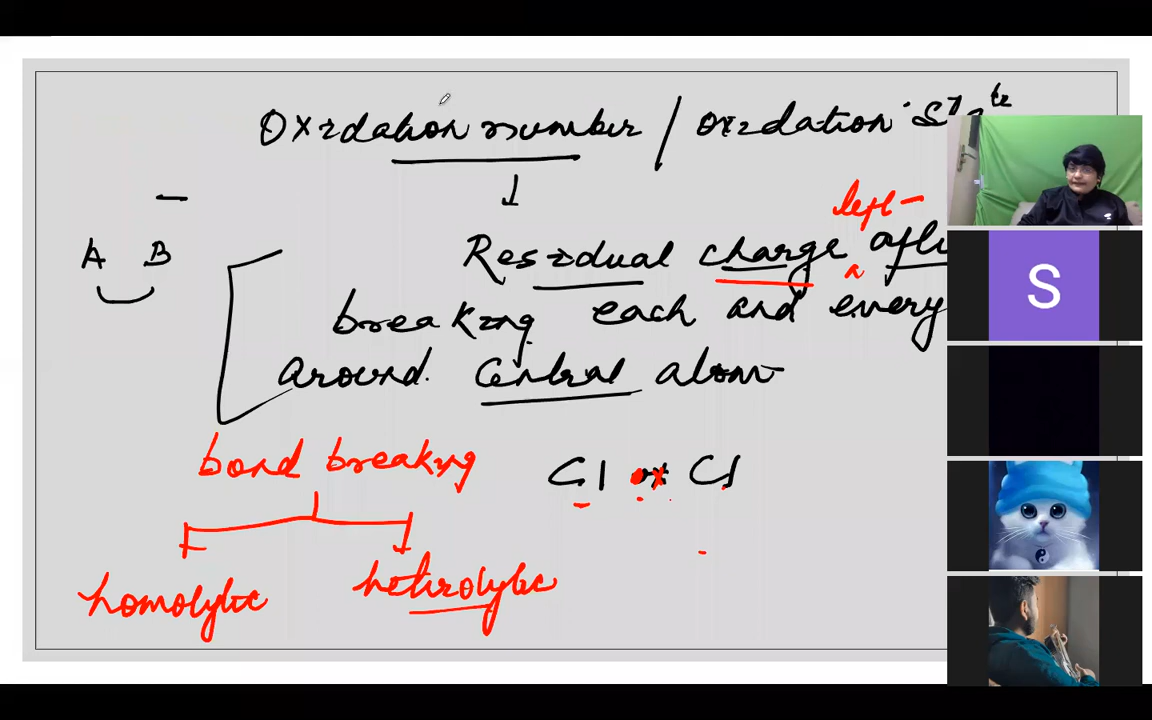 Oxidation number / oxidation state
left
A B
Residual charge after
a
breaking each and every
around central atom
bond breaking
Cl Cl
homolytic hetrolytic
S